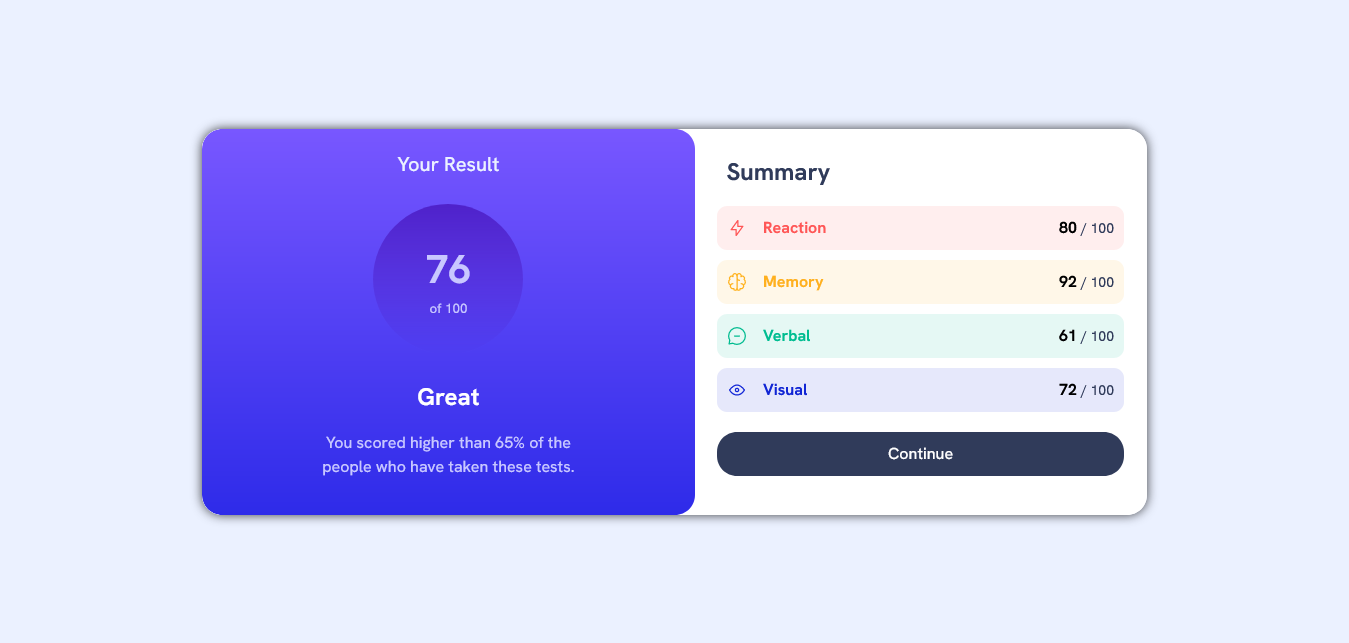 Your Result
76
of 100
Great
You scored higher than 65% of the
people who have taken these tests.
Summary
Reaction 80 / 100
Memory 92 / 100
Verbal 61 / 100
Visual 72 / 100
Continue